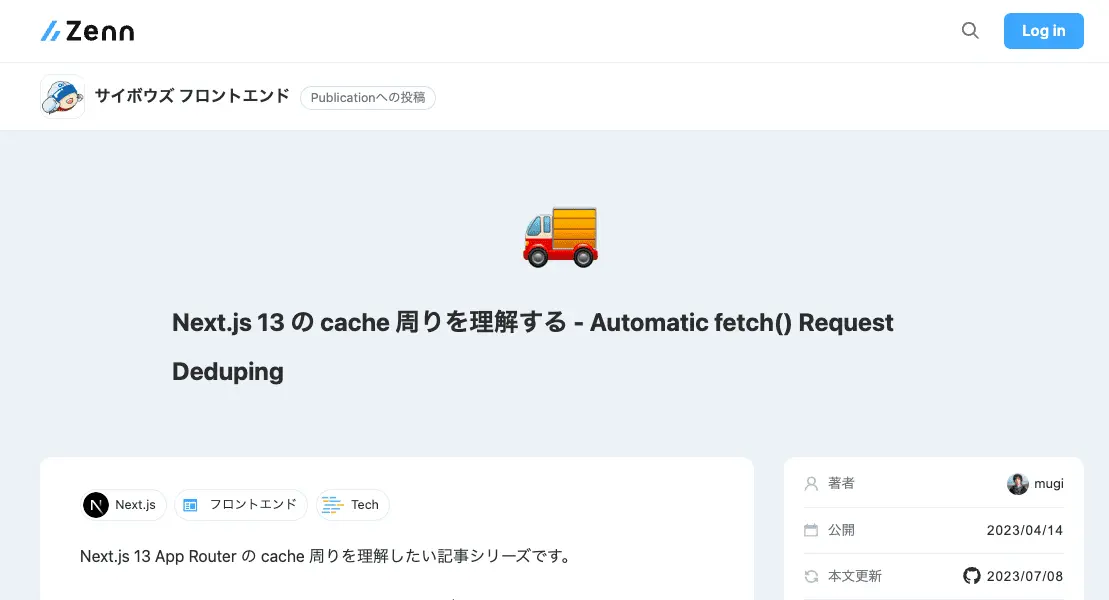 Zenn
Log in
サイボウズ フロントエンド
Publicationへの投稿
Next.js 13 の cache 周りを理解する - Automatic fetch() Request
Deduping
Next.js
フロントエンド
Tech
Next.js 13 App Router の cache 周りを理解したい記事シリーズです。
著者
mugi
公開
2023/04/14
本文更新
2023/07/08